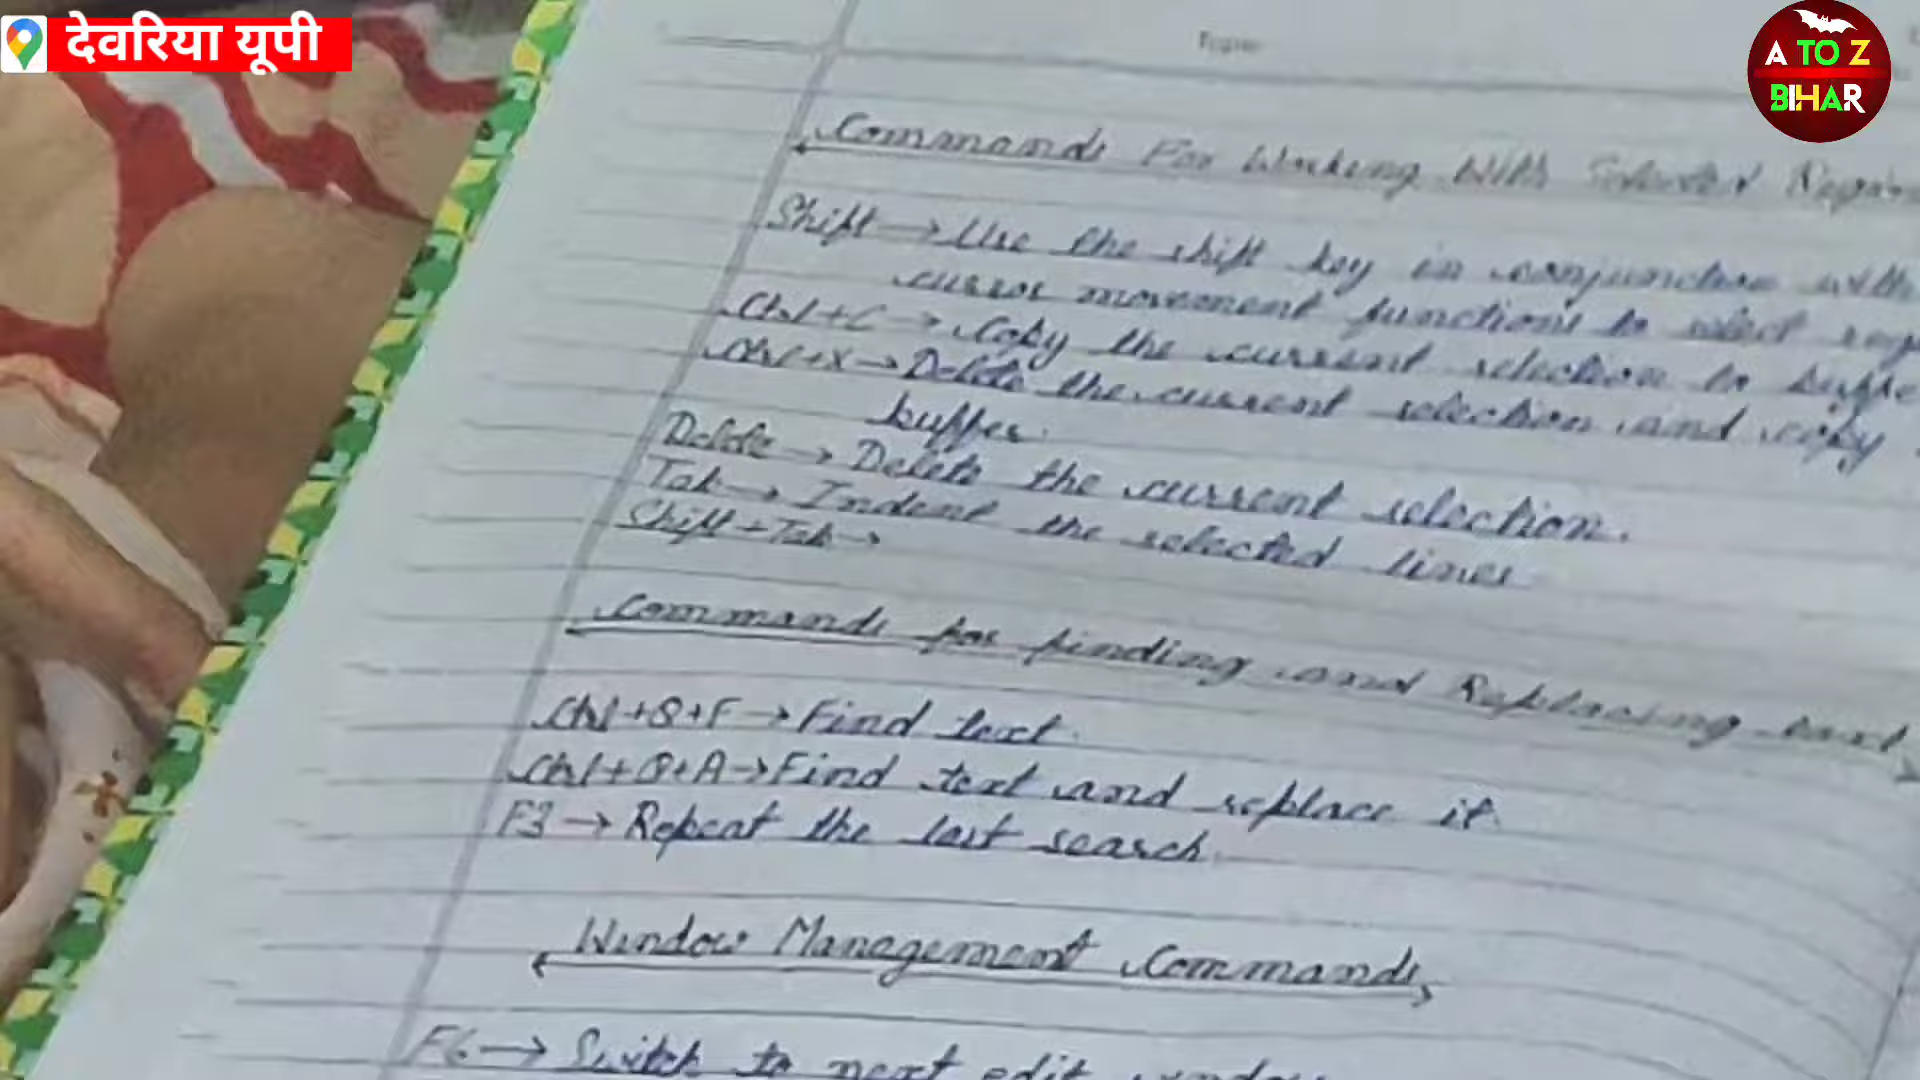 देवरिया यूपी
A TO Z
BIHAR
Topic
Commands For Working With Selected
Shift → Use the shift key in conjunction with
cursor movement functions to select
Ctrl+C → Copy the current selection to buffe
Ctrl+X → Delete the current selection and copy
buffer.
Delete → Delete the current selection.
Tab → Indent the selected lines
Shift+Tab →
Commands for finding and Replacing text
Ctrl+Q+F → Find text.
Ctrl+Q+A → Find text and replace it.
F3 → Repeat the last search.
Window Management Commands
F6 → Switch to next edit window